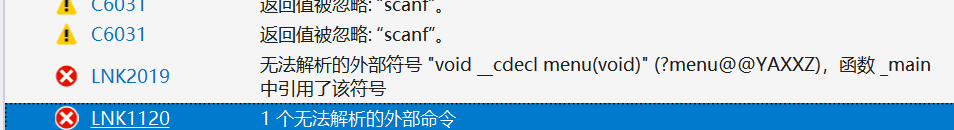 C6031 返回值被忽略: “scanf”。
C6031 返回值被忽略: “scanf”。
LNK2019 无法解析的外部符号 "void __cdecl menu(void)" (?menu@@YAXXZ)，函数 _main
中引用了该符号
LNK1120 1 个无法解析的外部命令